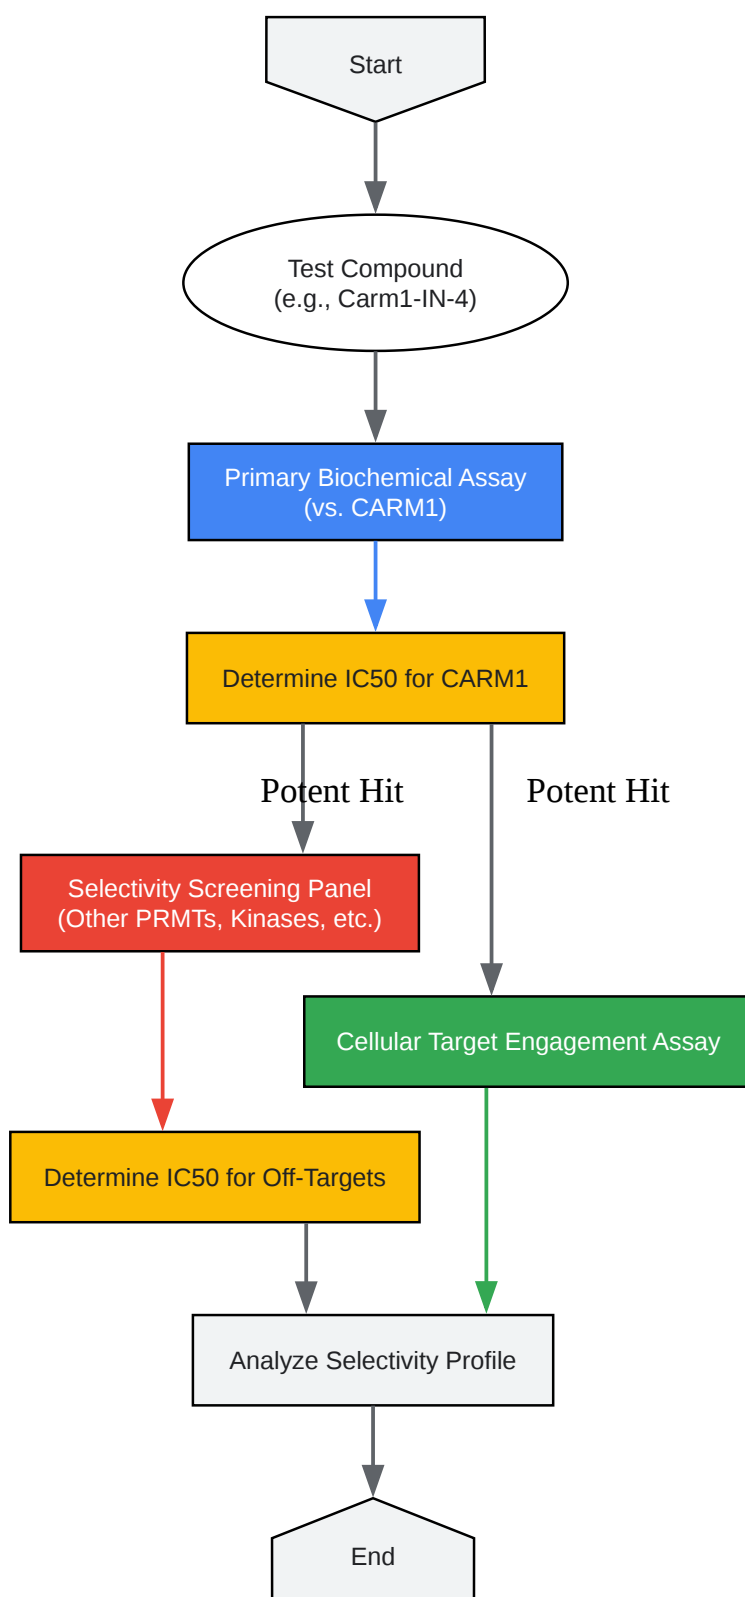 Start
Test Compound
(e.g., Carm1-IN-4)
Primary Biochemical Assay
(vs. CARM1)
Determine IC50 for CARM1
Potent Hit
Potent Hit
Selectivity Screening Panel
(Other PRMTs, Kinases, etc.)
Cellular Target Engagement Assay
Determine IC50 for Off-Targets
Analyze Selectivity Profile
End